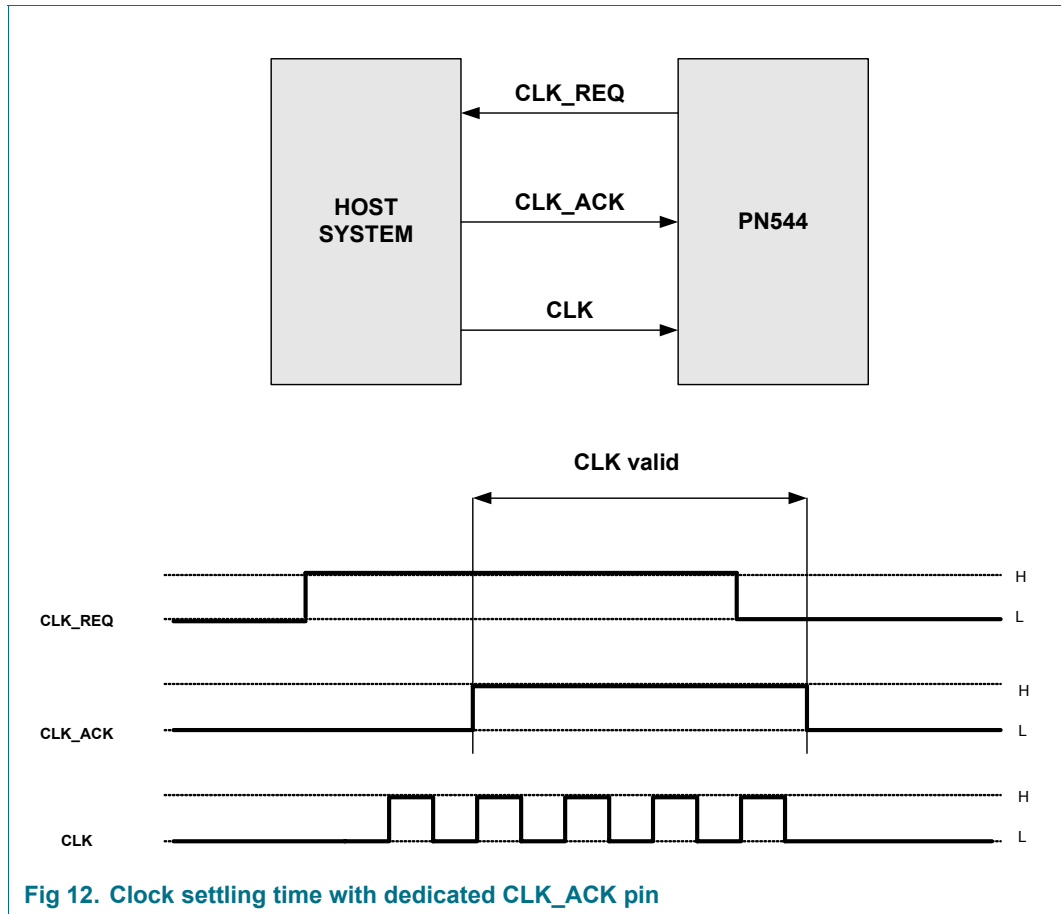 CLK_REQ
HOST
SYSTEM
CLK_ACK
PN544
CLK
CLK valid
H
CLK_REQ
L
H
CLK_ACK
L
H
CLK
L
Fig 12. Clock settling time with dedicated CLK_ACK pin